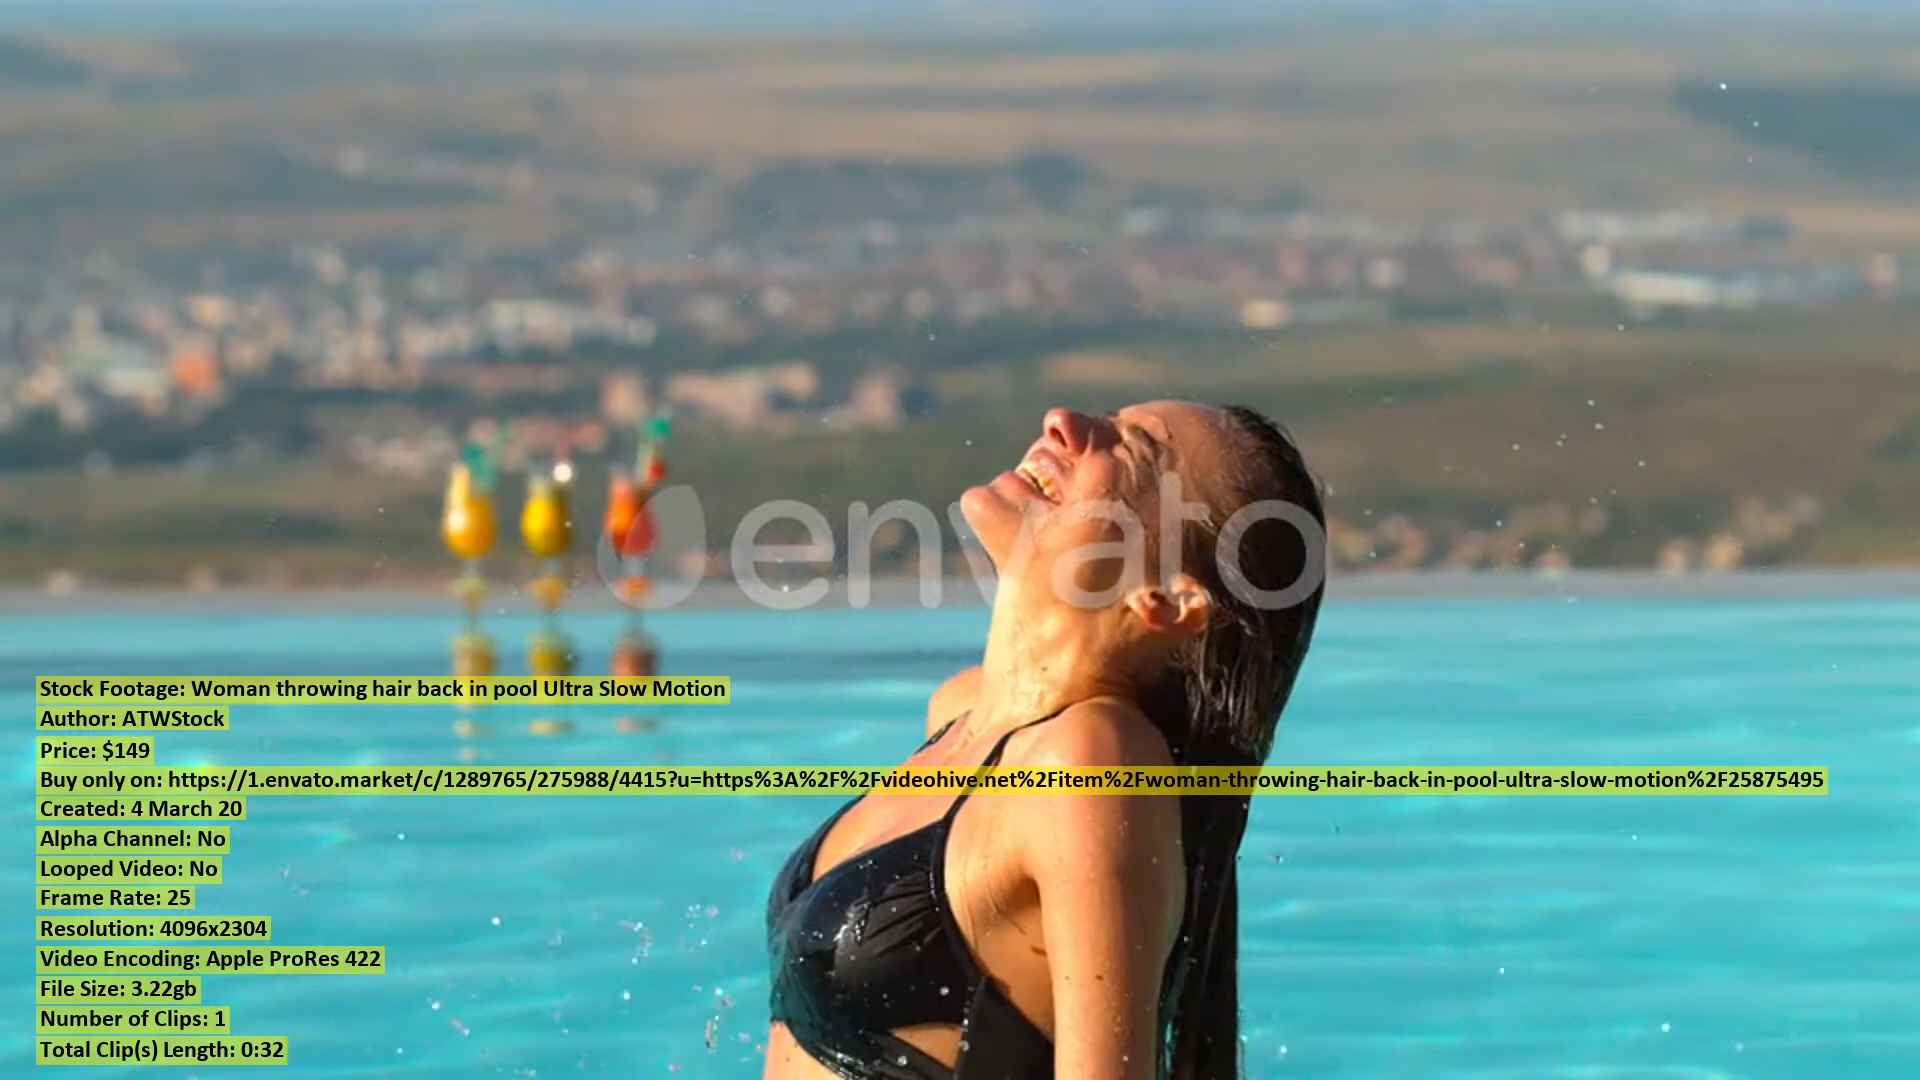 envato
Stock Footage: Woman throwing hair back in pool Ultra Slow Motion
Author: ATWStock
Price: $149
Buy only on: https://1.envato.market/c/1289765/275988/4415?u=https%3A%2F%2Fvideohive.net%2Fitem%2Fwoman-throwing-hair-back-in-pool-ultra-slow-motion%2F25875495
Created: 4 March 20
Alpha Channel: No
Looped Video: No
Frame Rate: 25
Resolution: 4096x2304
Video Encoding: Apple ProRes 422
File Size: 3.22gb
Number of Clips: 1
Total Clip(s) Length: 0:32